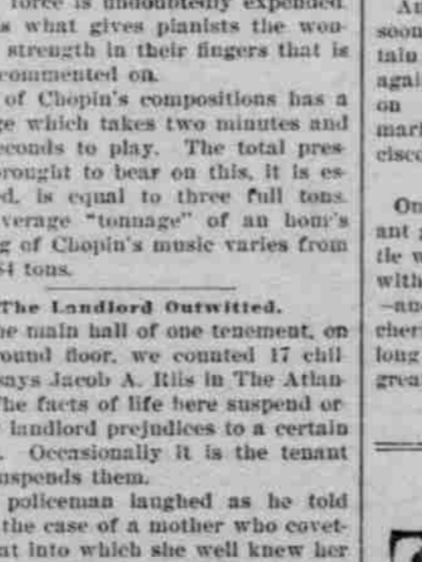 force is undoubtedly expended.
s what gives pianists the won-
strength in their fingers that is
commented on.
of Chopin's compositions has a
ge which takes two minutes and
econds to play. The total pres-
rought to bear on this, it is es-
d, is equal to three full tons.
verage "tonnage" of an hour's
g of Chopin's music varies from
84 tons.
The Landlord Outwitted.
he main hall of one tenement, on
ound floor, we counted 17 chil-
says Jacob A. Riis in The Atlan-
The facts of life here suspend or-
landlord prejudices to a certain
. Occasionally it is the tenant
uspends them.
policeman laughed as he told
the case of a mother who covet-
at into which she well knew her
soon
tain
agai
on
mar
cisco
On
ant
tle w
with
—and
cher
long
grea